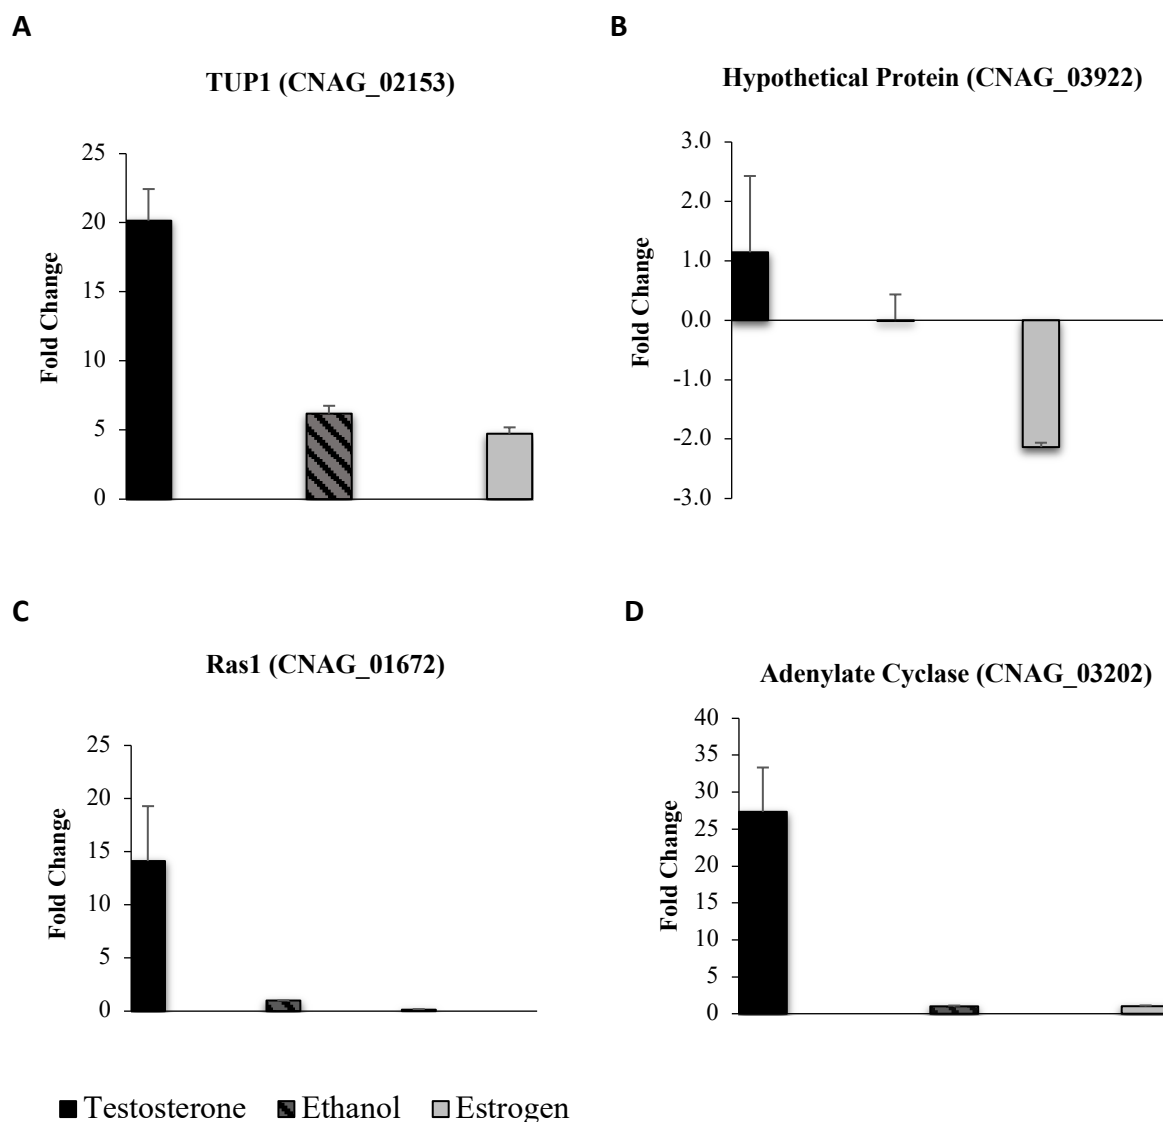 A
TUP1 (CNAG_02153)
Fold Change
25
20
15
10
5
0
B
Hypothetical Protein (CNAG_03922)
Fold Change
3.0
2.0
1.0
0.0
-1.0
-2.0
-3.0
C
Ras1 (CNAG_01672)
Fold Change
25
20
15
10
5
0
D
Adenylate Cyclase (CNAG_03202)
Fold Change
40
35
30
25
20
15
10
5
0
Testosterone Ethanol Estrogen